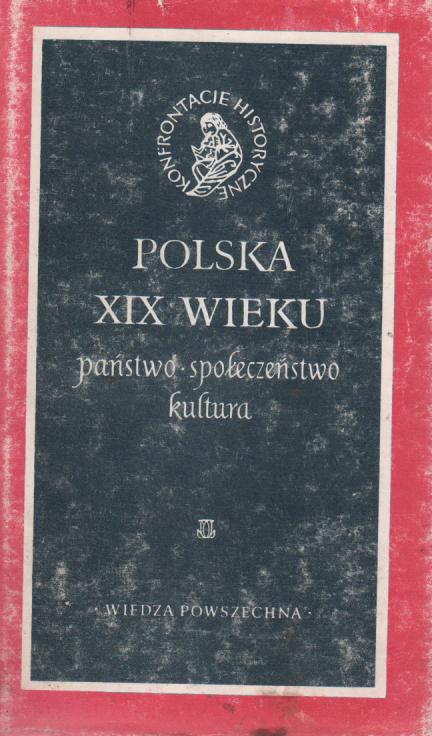 KONFRONTACJE HISTORYCZNE
POLSKA
XIX WIEKU
państwo · społeczeństwo
kultura
· WIEDZA POWSZECHNA ·